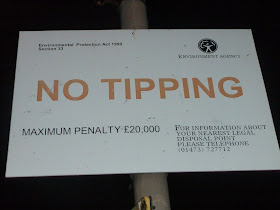 Environmental Protection Act 1990
Section 33
ENVIRONMENT AGENCY
NO TIPPING
MAXIMUM PENALTY £20,000
FOR INFORMATION ABOUT
YOUR NEAREST LEGAL
DISPOSAL POINT
PLEASE TELEPHONE
(01473) 727712